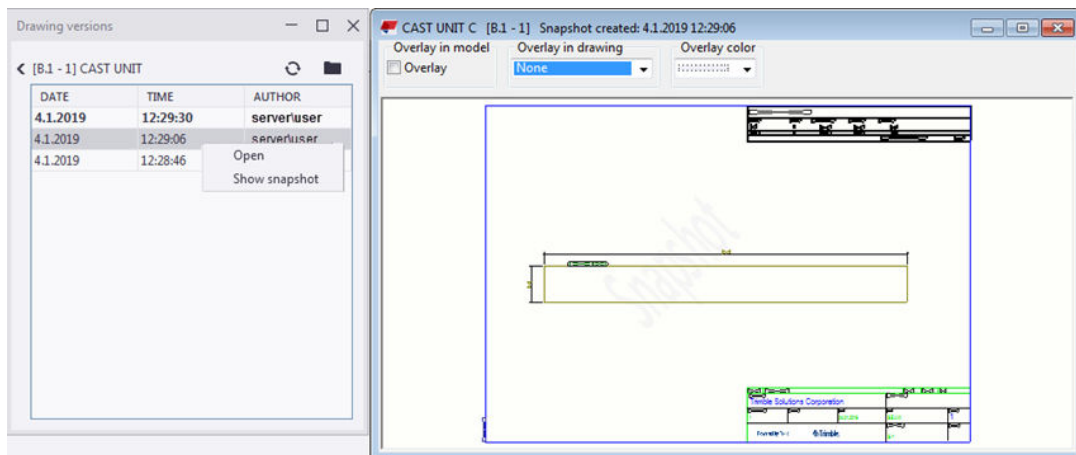 Drawing versions
[B.1 - 1] CAST UNIT
DATE TIME AUTHOR
4.1.2019 12:29:30 server\user
4.1.2019 12:29:06 server\user
4.1.2019 12:28:46
Open
Show snapshot
CAST UNIT C [B.1 - 1] Snapshot created: 4.1.2019 12:29:06
Overlay in model Overlay in drawing Overlay color
Overlay None
Snapshot
Trimble Solutions Corporation
Trimble